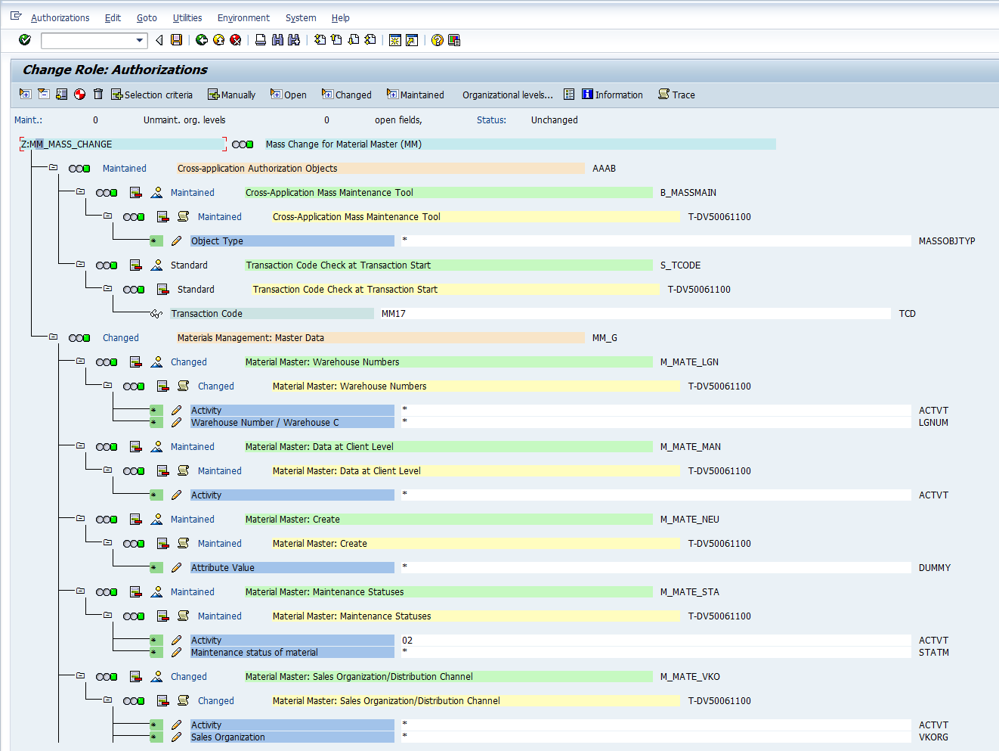 Authorizations Edit Goto Utilities Environment System Help
Change Role: Authorizations
Selection criteria Manually Open Changed Maintained Organizational levels... Information Trace
Maint.: 0 Unmaint. org. levels 0 open fields, Status: Unchanged
Z:MM_MASS_CHANGE Mass Change for Material Master (MM)
Maintained Cross-application Authorization Objects AAAB
Maintained Cross-Application Mass Maintenance Tool B_MASSMAIN
Maintained Cross-Application Mass Maintenance Tool T-DV50061100
* Object Type * MASSOBJTYP
Standard Transaction Code Check at Transaction Start S_TCODE
Standard Transaction Code Check at Transaction Start T-DV50061100
Transaction Code MM17 TCD
Changed Materials Management: Master Data MM_G
Changed Material Master: Warehouse Numbers M_MATE_LGN
Changed Material Master: Warehouse Numbers T-DV50061100
* Activity * ACTVT
* Warehouse Number / Warehouse C * LGNUM
Maintained Material Master: Data at Client Level M_MATE_MAN
Maintained Material Master: Data at Client Level T-DV50061100
* Activity * ACTVT
Maintained Material Master: Create M_MATE_NEU
Maintained Material Master: Create T-DV50061100
* Attribute Value * DUMMY
Maintained Material Master: Maintenance Statuses M_MATE_STA
Maintained Material Master: Maintenance Statuses T-DV50061100
* Activity 02 ACTVT
* Maintenance status of material * STATM
Changed Material Master: Sales Organization/Distribution Channel M_MATE_VKO
Changed Material Master: Sales Organization/Distribution Channel T-DV50061100
* Activity * ACTVT
* Sales Organization * VKORG